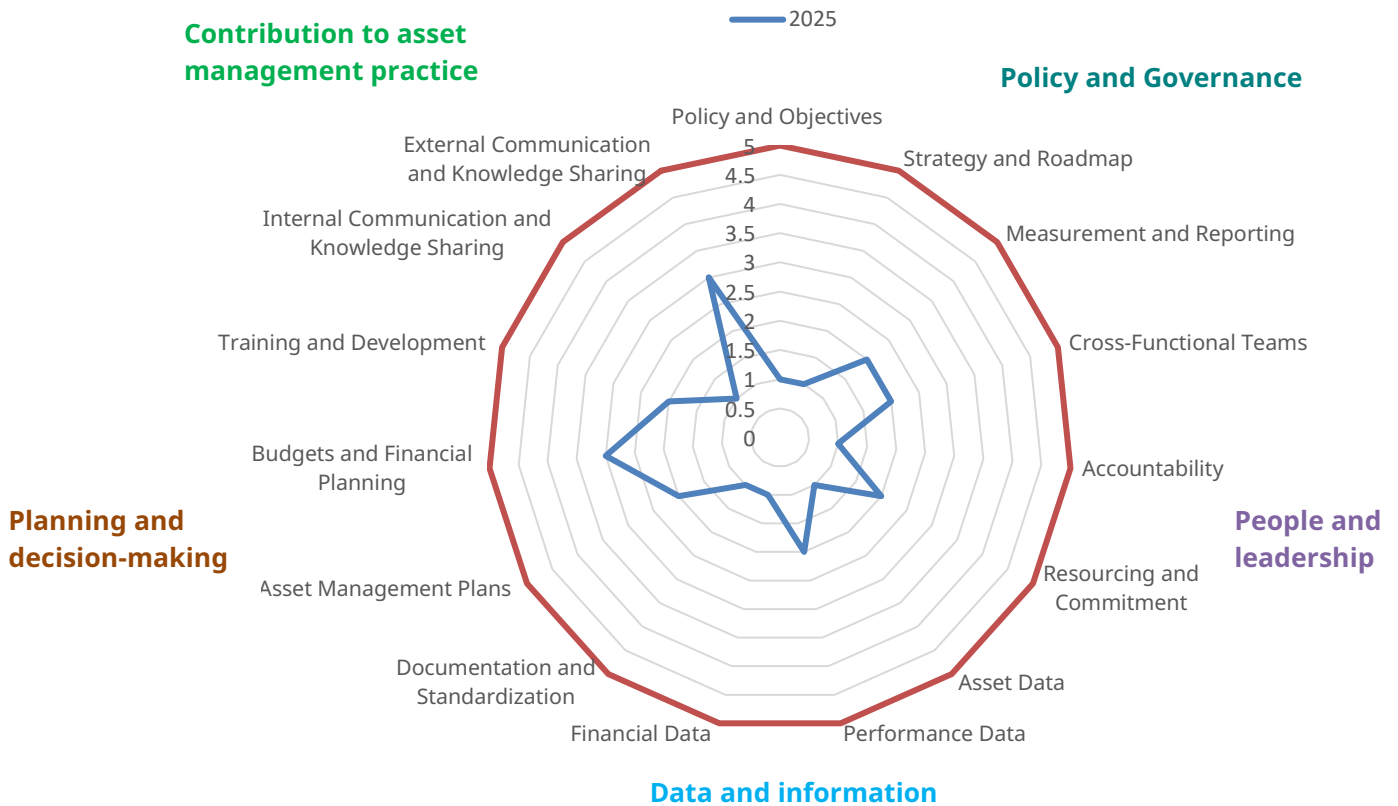 2025
Contribution to asset
management practice
Policy and Governance
Policy and Objectives
External Communication
and Knowledge Sharing
Strategy and Roadmap
Internal Communication and
Knowledge Sharing
Measurement and Reporting
Training and Development
Cross-Functional Teams
5
4.5
4
3.5
3
2.5
2
1.5
1
0.5
0
Budgets and Financial
Planning
Accountability
Planning and
decision-making
People and
leadership
Asset Management Plans
Resourcing and
Commitment
Documentation and
Standardization
Asset Data
Financial Data
Performance Data
Data and information